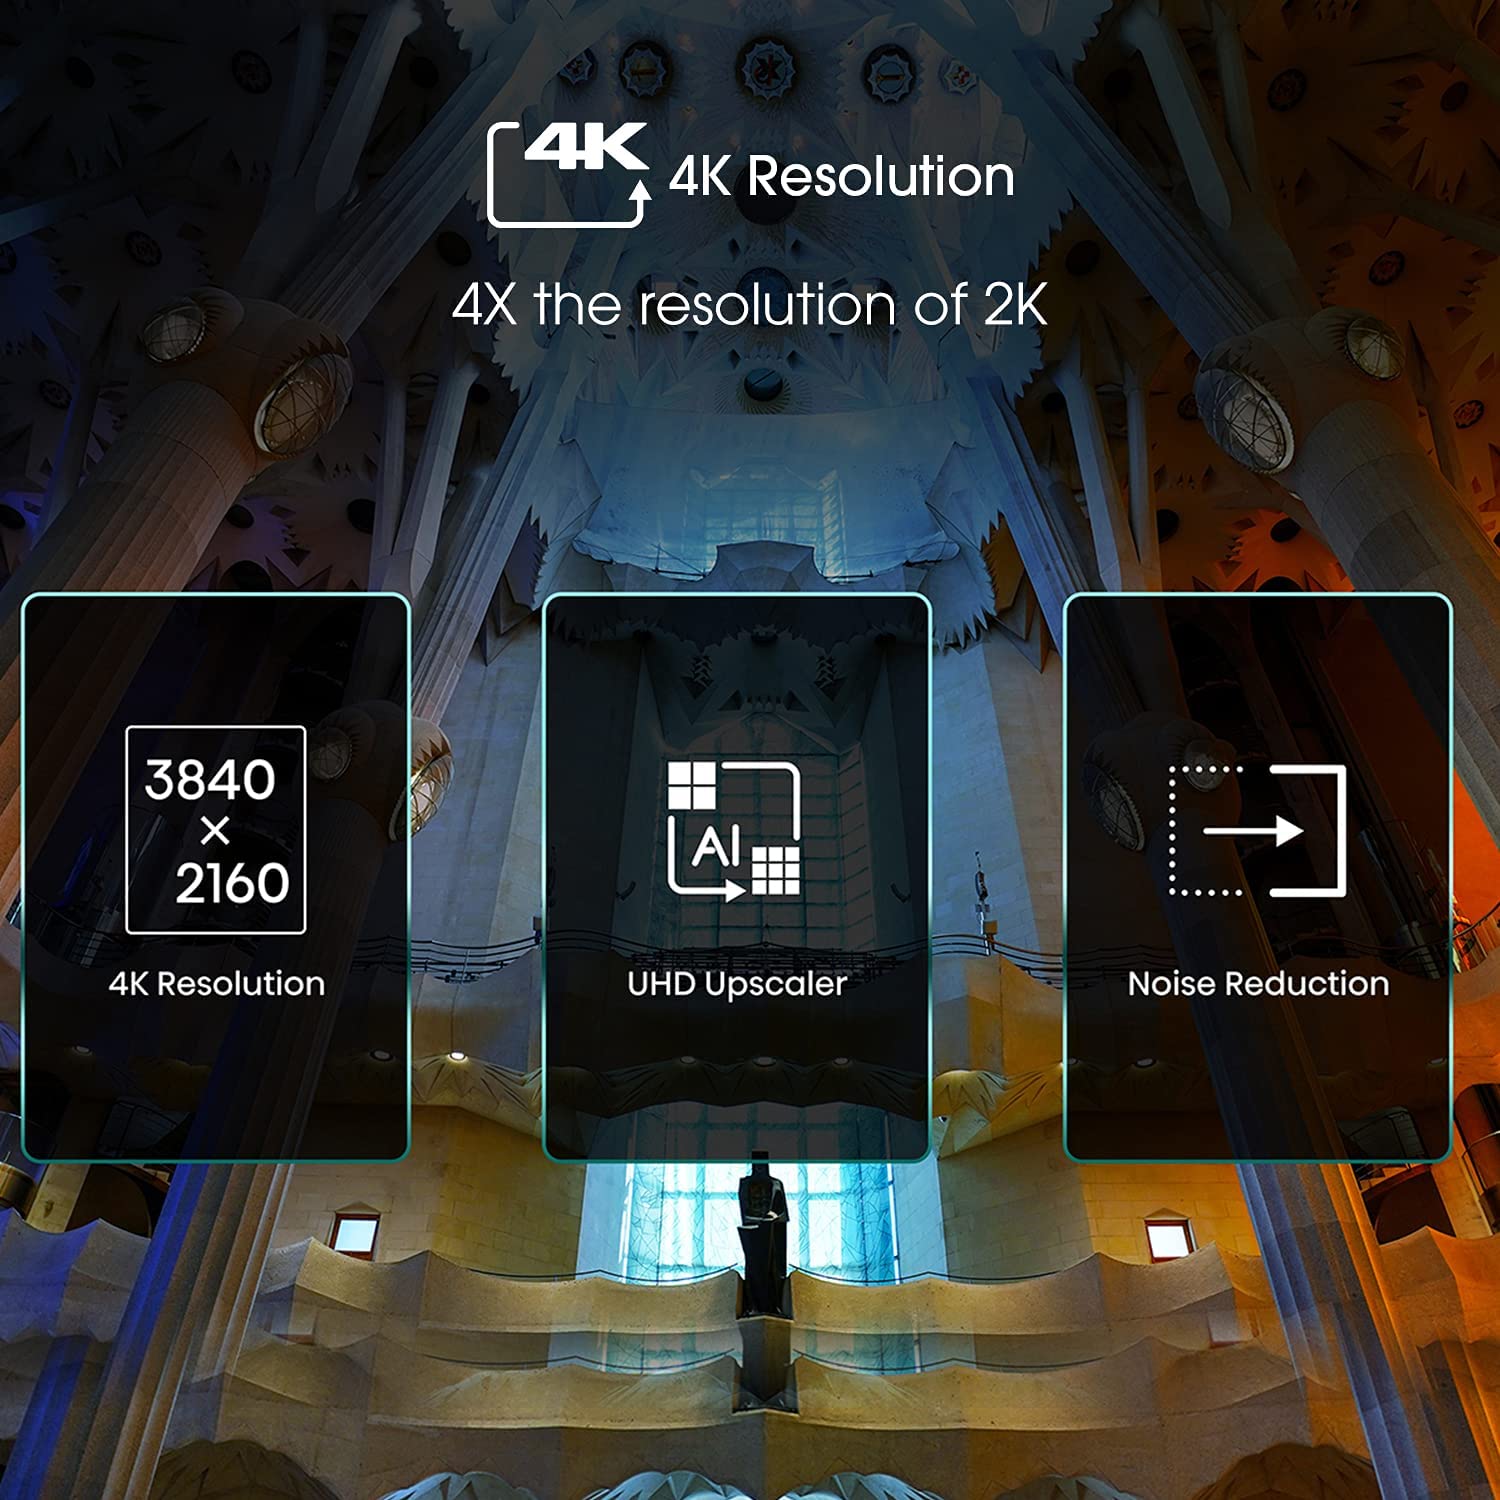 4K
4K Resolution
4X the resolution of 2K
3840
×
2160
4K Resolution
AI
UHD Upscaler
Noise Reduction